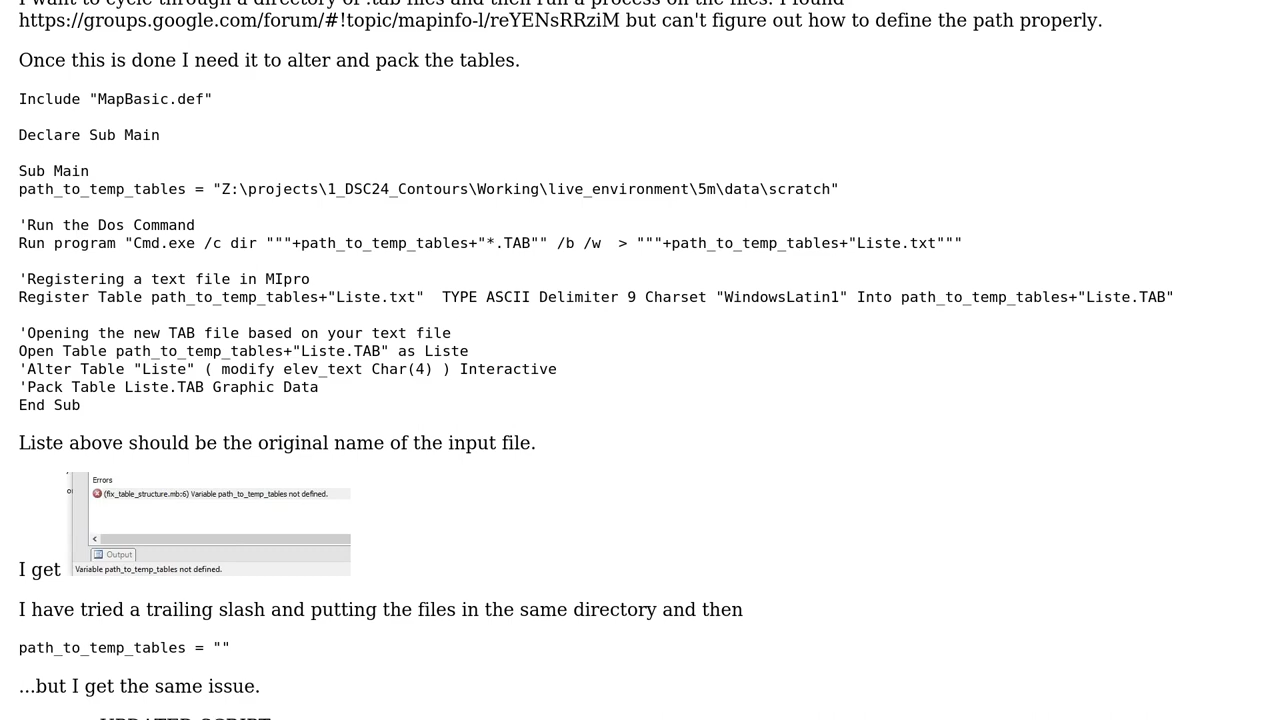 https://groups.google.com/forum/#!topic/mapinfo-l/reYENsRRziM but can't figure out how to define the path properly.
Once this is done I need it to alter and pack the tables.
Include "MapBasic.def"
Declare Sub Main
Sub Main
path_to_temp_tables = "Z:\projects\1_DSC24_Contours\Working\live_environment\5m\data\scratch"
'Run the Dos Command
Run program "Cmd.exe /c dir """+path_to_temp_tables+"*.TAB"" /b /w  > """+path_to_temp_tables+"Liste.txt"""
'Registering a text file in MIpro
Register Table path_to_temp_tables+"Liste.txt"  TYPE ASCII Delimiter 9 Charset "WindowsLatin1" Into path_to_temp_tables+"Liste.TAB"
'Opening the new TAB file based on your text file
Open Table path_to_temp_tables+"Liste.TAB" as Liste
'Alter Table "Liste" ( modify elev_text Char(4) ) Interactive
'Pack Table Liste.TAB Graphic Data
End Sub
Liste above should be the original name of the input file.
Errors
(fix_table_structure.mb:6) Variable path_to_temp_tables not defined.
Output
Variable path_to_temp_tables not defined.
I get
I have tried a trailing slash and putting the files in the same directory and then
path_to_temp_tables = ""
...but I get the same issue.